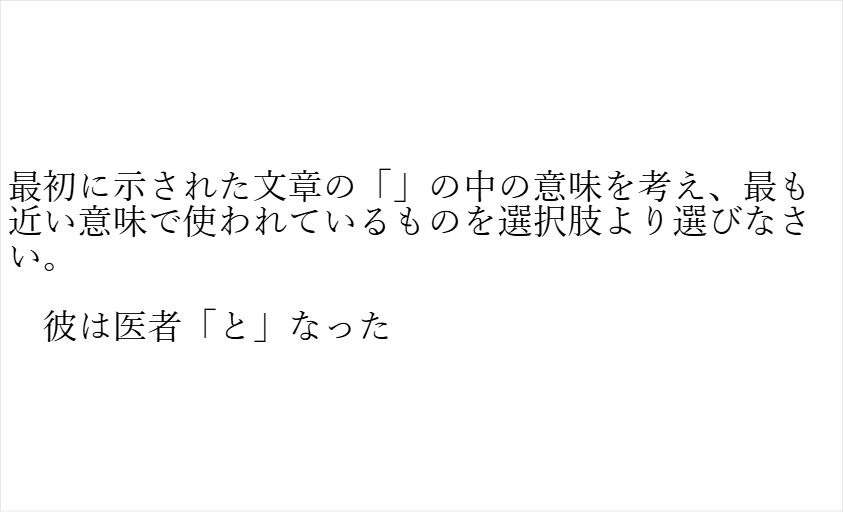 最初に示された文章の「」の中の意味を考え、最も
近い意味で使われているものを選択肢より選びなさ
い。
　彼は医者「と」なった